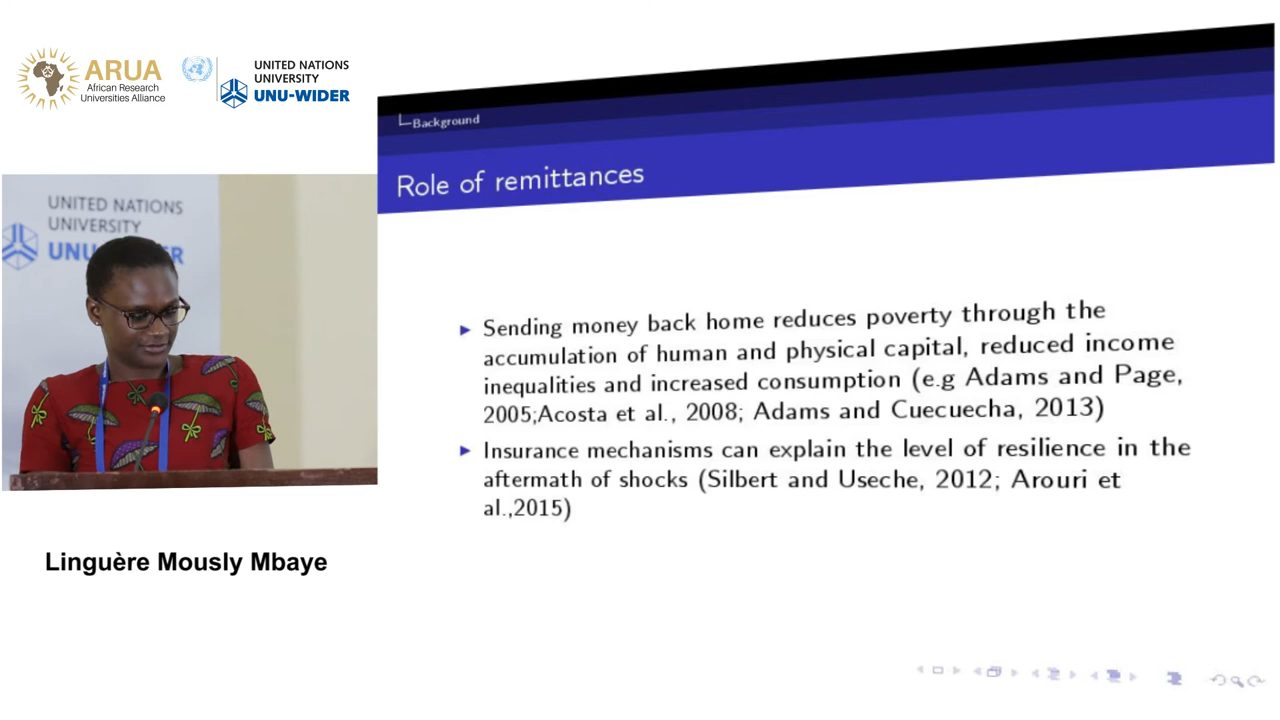 ARUA
African Research
Universities Alliance
UNITED NATIONS
UNIVERSITY
UNU-WIDER
Background
Role of remittances
UNITED NATIONS
UNIVERSITY
UNU R
Sending money back home reduces poverty through the
accumulation of human and physical capital, reduced income
inequalities and increased consumption (e.g Adams and Page,
2005;Acosta et al., 2008; Adams and Cuecuecha, 2013)
Insurance mechanisms can explain the level of resilience in the
aftermath of shocks (Silbert and Useche, 2012; Arouri et
al.,2015)
Linguère Mously Mbaye